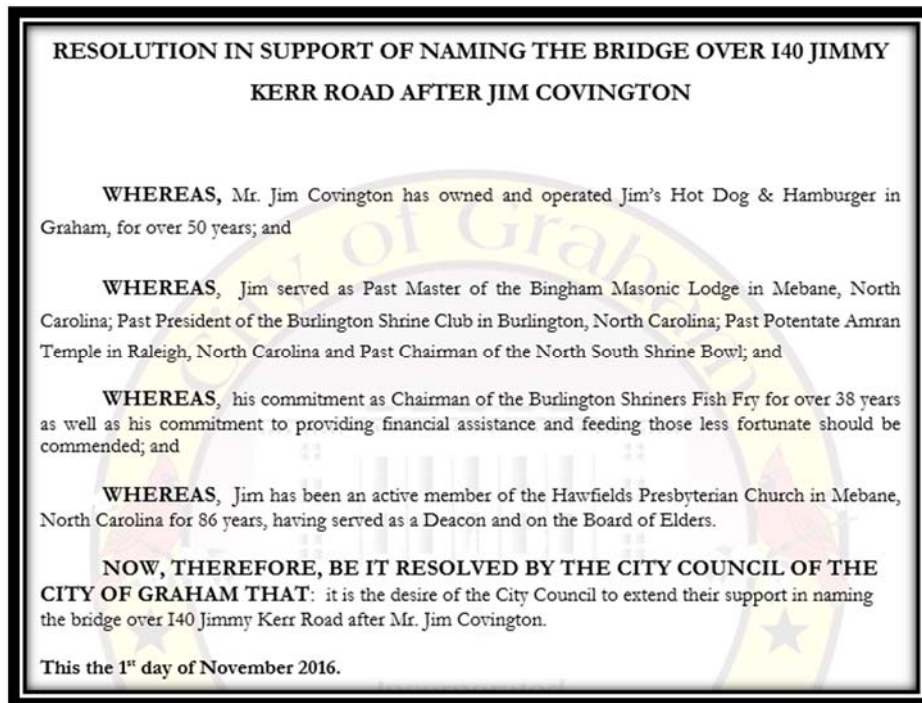 RESOLUTION IN SUPPORT OF NAMING THE BRIDGE OVER I40 JIMMY
KERR ROAD AFTER JIM COVINGTON
WHEREAS, Mr. Jim Covington has owned and operated Jim's Hot Dog & Hamburger in
Graham, for over 50 years; and
WHEREAS, Jim served as Past Master of the Bingham Masonic Lodge in Mebane, North
Carolina; Past President of the Burlington Shrine Club in Burlington, North Carolina; Past Potentate Amran
Temple in Raleigh, North Carolina and Past Chairman of the North South Shrine Bowl; and
WHEREAS, his commitment as Chairman of the Burlington Shriners Fish Fry for over 38 years
as well as his commitment to providing financial assistance and feeding those less fortunate should be
commended; and
WHEREAS, Jim has been an active member of the Hawfields Presbyterian Church in Mebane,
North Carolina for 86 years, having served as a Deacon and on the Board of Elders.
NOW, THEREFORE, BE IT RESOLVED BY THE CITY COUNCIL OF THE
CITY OF GRAHAM THAT: it is the desire of the City Council to extend their support in naming
the bridge over I40 Jimmy Kerr Road after Mr. Jim Covington.
This the 1st day of November 2016.
City of Graham
Incorporated